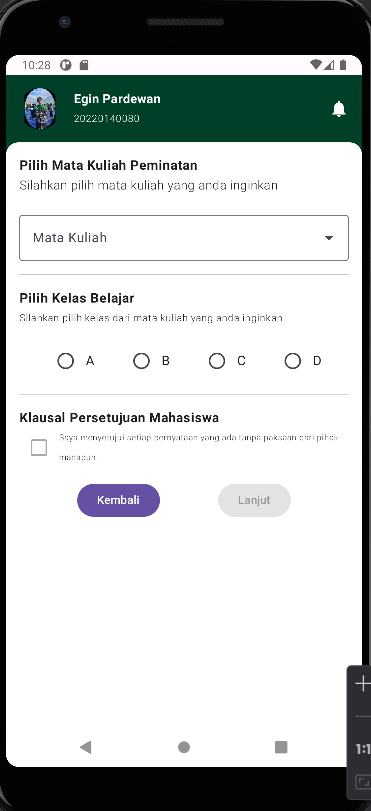 10:28
Egin Pardewan
20220140080
Pilih Mata Kuliah Peminatan
Silahkan pilih mata kuliah yang anda inginkan
Mata Kuliah
Pilih Kelas Belajar
Silahkan pilih kelas dari mata kuliah yang anda inginkan
A B C D
Klausal Persetujuan Mahasiswa
Saya menyetujui setiap pernyataan yang ada tanpa paksaan dari pihak
manapun
Kembali Lanjut
1:1